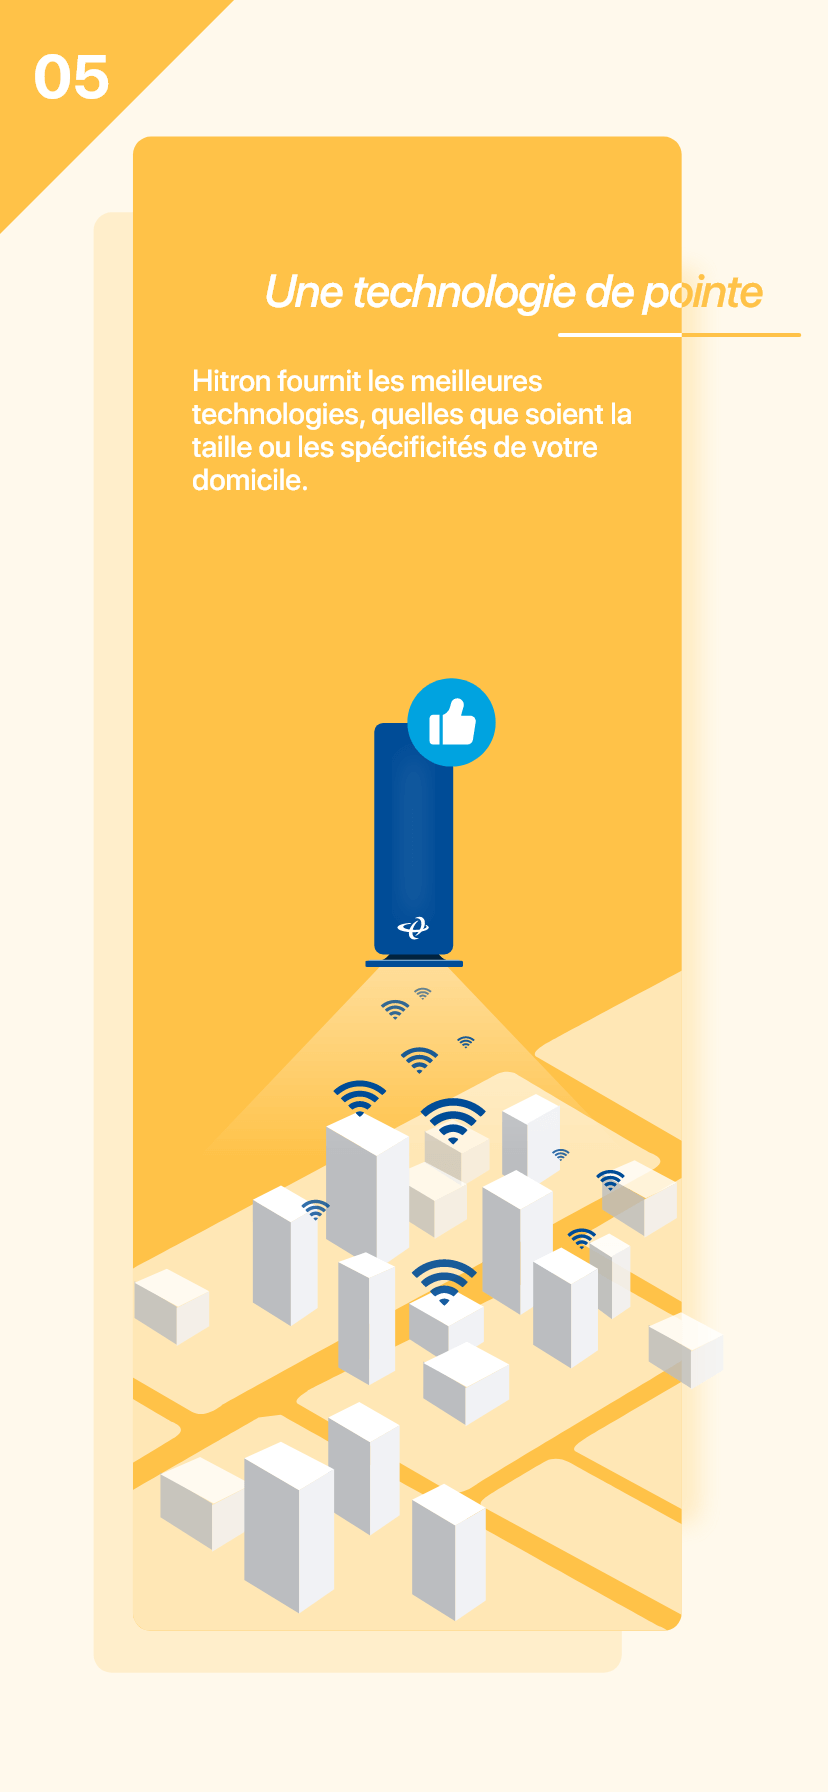 05
Une technologie de pointe
Hitron fournit les meilleures
technologies, quelles que soient la
taille ou les spécificités de votre
domicile.